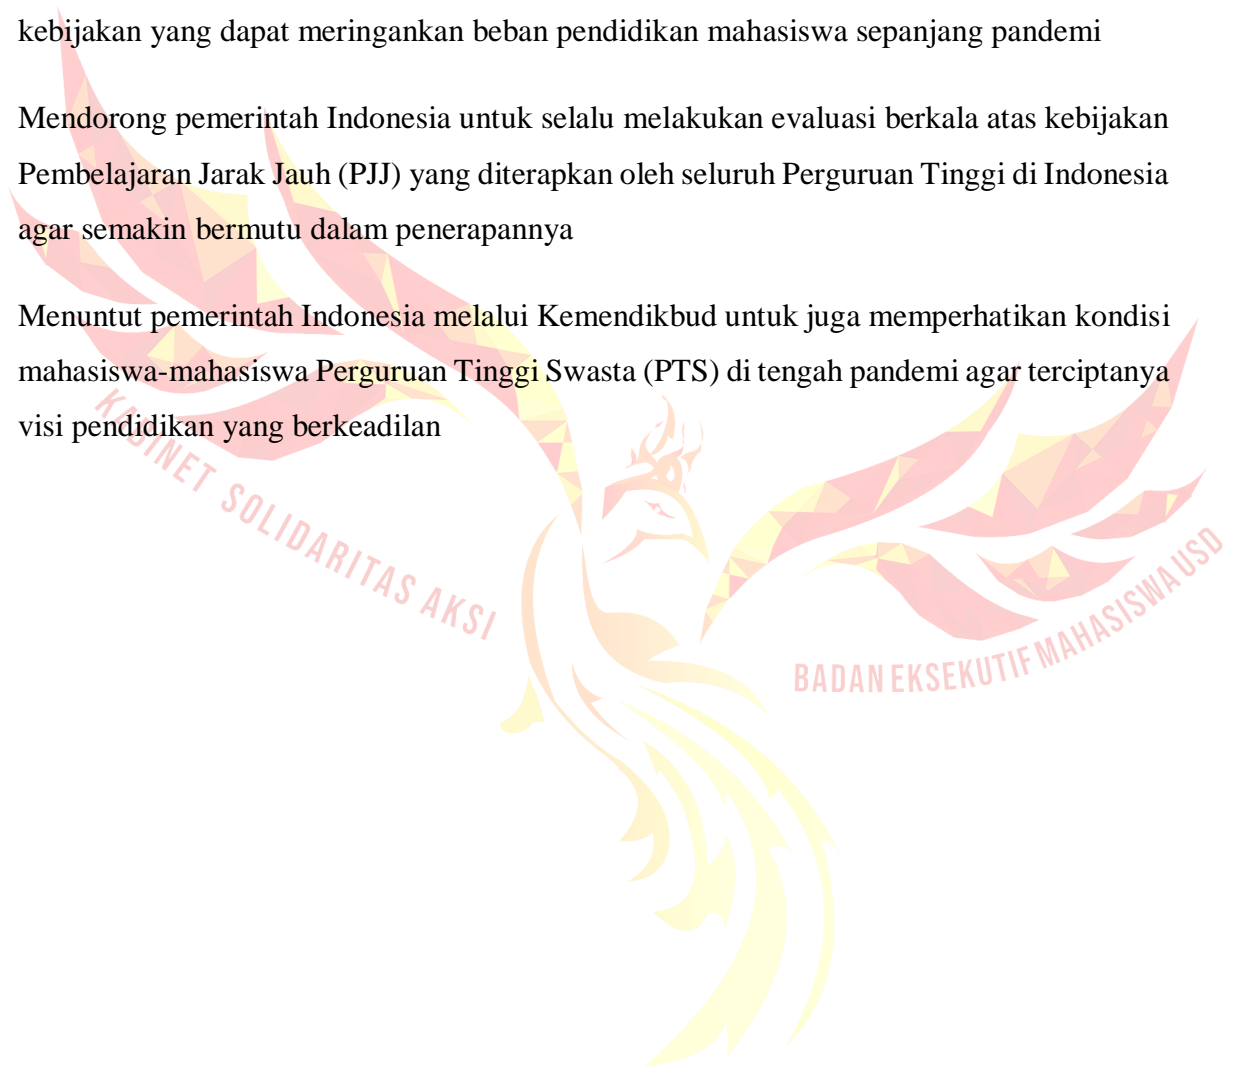 kebijakan yang dapat meringankan beban pendidikan mahasiswa sepanjang pandemi
Mendorong pemerintah Indonesia untuk selalu melakukan evaluasi berkala atas kebijakan
Pembelajaran Jarak Jauh (PJJ) yang diterapkan oleh seluruh Perguruan Tinggi di Indonesia
agar semakin bermutu dalam penerapannya
Menuntut pemerintah Indonesia melalui Kemendikbud untuk juga memperhatikan kondisi
mahasiswa-mahasiswa Perguruan Tinggi Swasta (PTS) di tengah pandemi agar terciptanya
visi pendidikan yang berkeadilan
KABINET SOLIDARITAS AKSI
BADAN EKSEKUTIF MAHASISWA USD